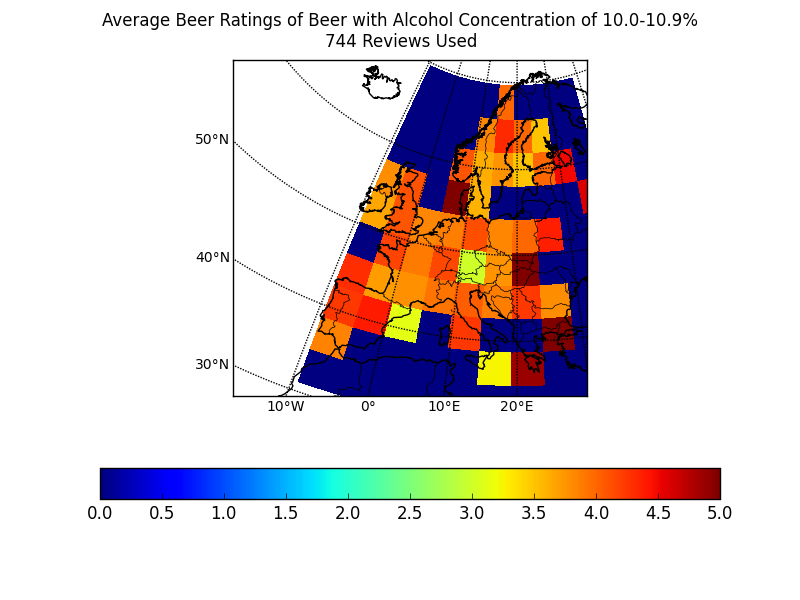 Average Beer Ratings of Beer with Alcohol Concentration of 10.0-10.9%
744 Reviews Used
50°N
40°N
30°N
10°W 0° 10°E 20°E
0.0 0.5 1.0 1.5 2.0 2.5 3.0 3.5 4.0 4.5 5.0